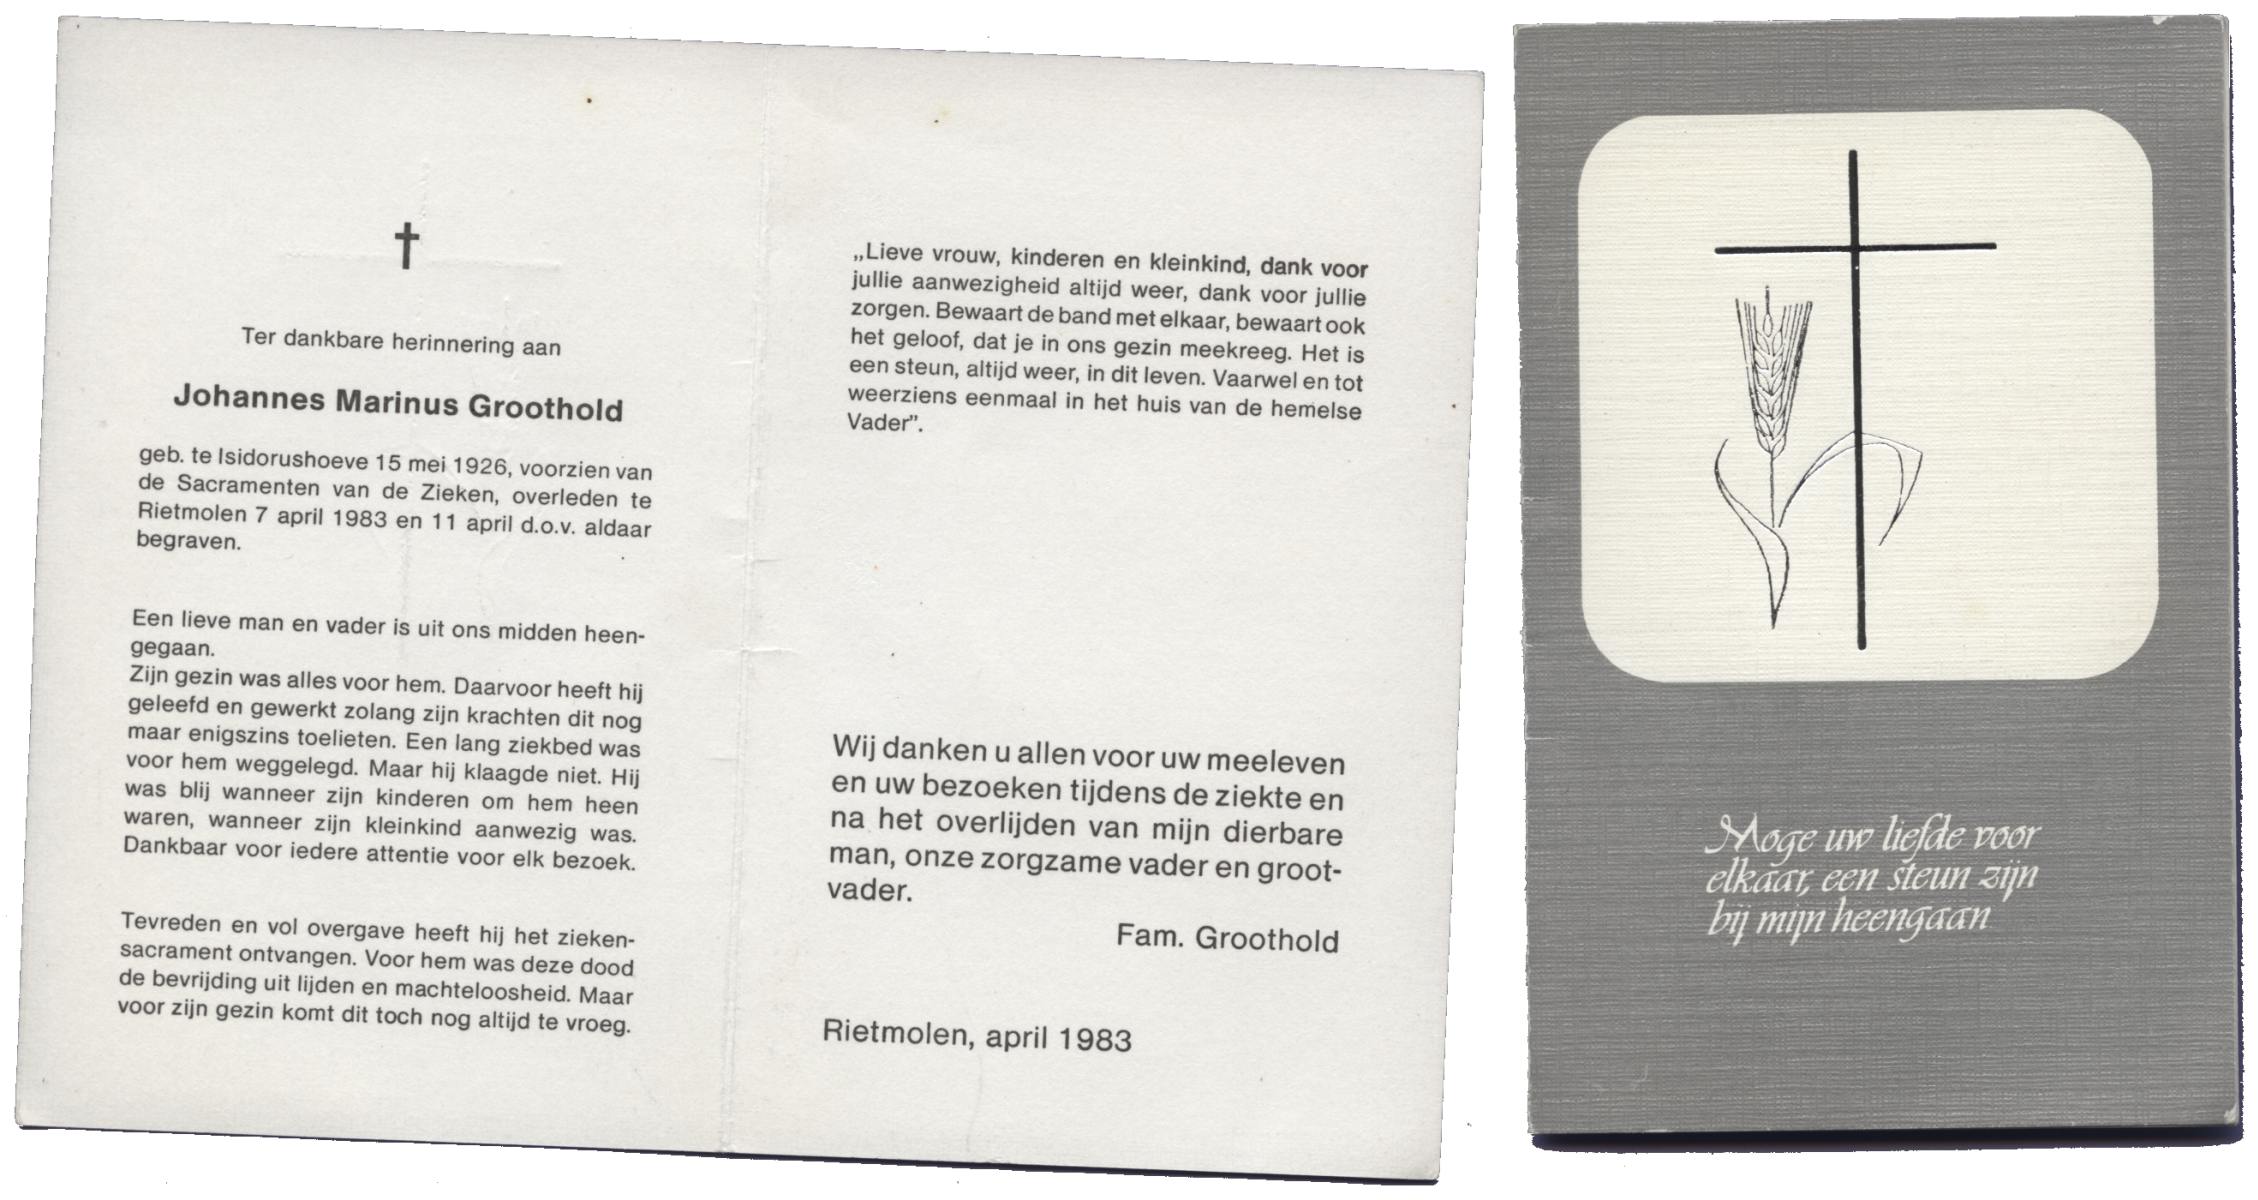 Ter dankbare herinnering aan
Johannes Marinus Groothold
geb. te Isidorushoeve 15 mei 1926, voorzien van
de Sacramenten van de Zieken, overleden te
Rietmolen 7 april 1983 en 11 april d.o.v. aldaar
begraven.
Een lieve man en vader is uit ons midden heen-
gegaan.
Zijn gezin was alles voor hem. Daarvoor heeft hij
geleefd en gewerkt zolang zijn krachten dit nog
maar enigszins toelieten. Een lang ziekbed was
voor hem weggelegd. Maar hij klaagde niet. Hij
was blij wanneer zijn kinderen om hem heen
waren, wanneer zijn kleinkind aanwezig was.
Dankbaar voor iedere attentie voor elk bezoek.
Tevreden en vol overgave heeft hij het zieken-
sacrament ontvangen. Voor hem was deze dood
de bevrijding uit lijden en machteloosheid. Maar
voor zijn gezin komt dit toch nog altijd te vroeg.
„Lieve vrouw, kinderen en kleinkind, dank voor
jullie aanwezigheid altijd weer, dank voor jullie
zorgen. Bewaart de band met elkaar, bewaart ook
het geloof, dat je in ons gezin meekreeg. Het is
een steun, altijd weer, in dit leven. Vaarwel en tot
weerziens eenmaal in het huis van de hemelse
Vader”.
Wij danken u allen voor uw meeleven
en uw bezoeken tijdens de ziekte en
na het overlijden van mijn dierbare
man, onze zorgzame vader en groot-
vader.
Fam. Groothold
Rietmolen, april 1983
Moge uw liefde voor
elkaar, een steun zijn
bij mijn heengaan